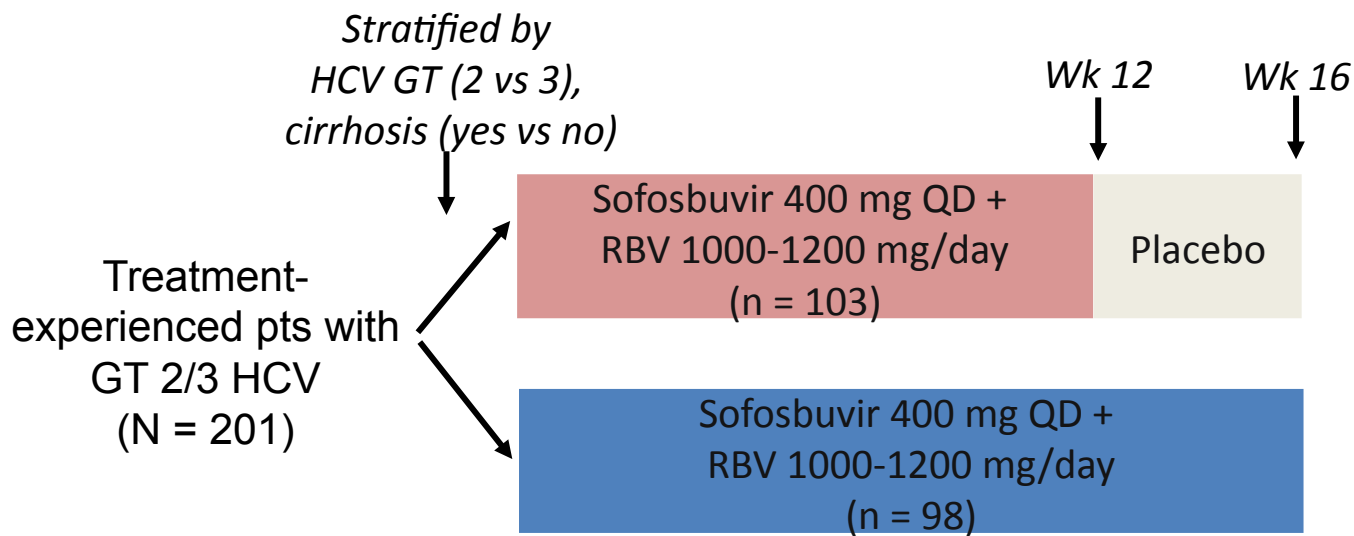 Stratified by
HCV GT (2 vs 3),
cirrhosis (yes vs no)
Wk 12
Wk 16
Sofosbuvir 400 mg QD +
RBV 1000-1200 mg/day
(n = 103)
Placebo
Treatment-
experienced pts with
GT 2/3 HCV
(N = 201)
Sofosbuvir 400 mg QD +
RBV 1000-1200 mg/day
(n = 98)